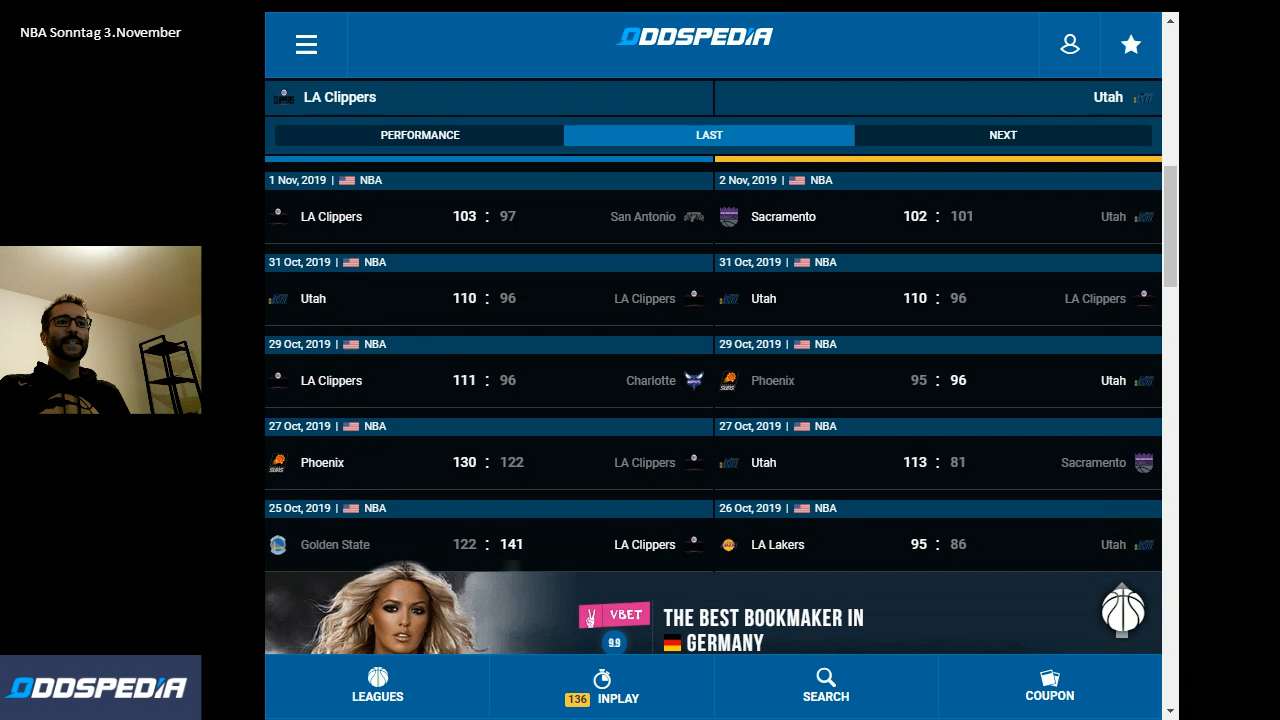 NBA Sonntag 3.November
ODDSPEDIA
LA Clippers
Utah
PERFORMANCE
LAST
NEXT
1 Nov, 2019 | NBA
LA Clippers 103 : 97 San Antonio
2 Nov, 2019 | NBA
Sacramento 102 : 101 Utah
31 Oct, 2019 | NBA
Utah 110 : 96 LA Clippers
31 Oct, 2019 | NBA
Utah 110 : 96 LA Clippers
29 Oct, 2019 | NBA
LA Clippers 111 : 96 Charlotte
29 Oct, 2019 | NBA
Phoenix 95 : 96 Utah
27 Oct, 2019 | NBA
Phoenix 130 : 122 LA Clippers
27 Oct, 2019 | NBA
Utah 113 : 81 Sacramento
25 Oct, 2019 | NBA
Golden State 122 : 141 LA Clippers
26 Oct, 2019 | NBA
LA Lakers 95 : 86 Utah
VBET
9.9
THE BEST BOOKMAKER IN
GERMANY
ODDSPEDIA
LEAGUES
136 INPLAY
SEARCH
COUPON